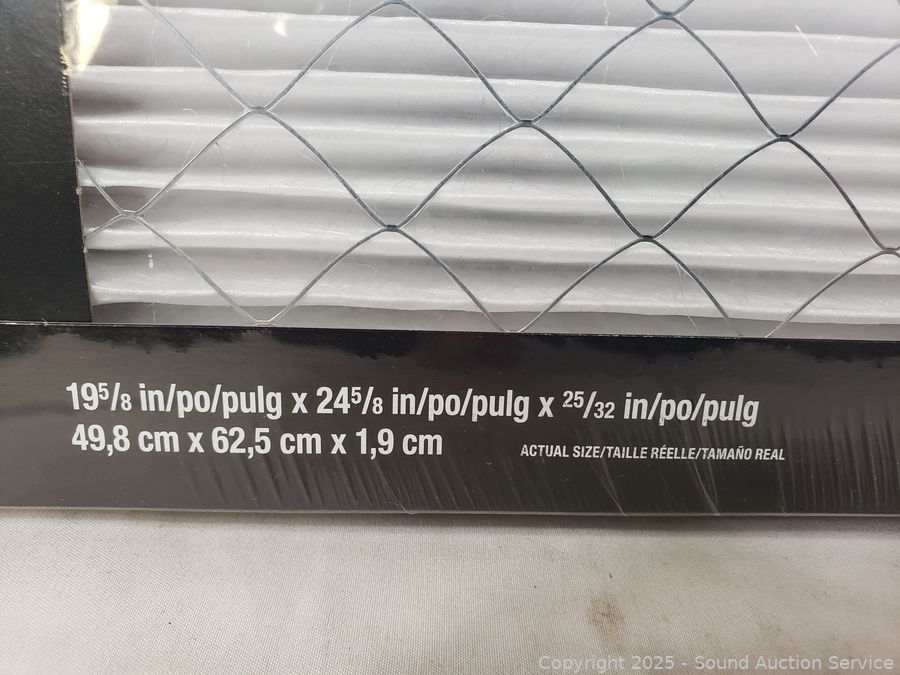 19⁵/₈ in/po/pulg x 24⁵/₈ in/po/pulg x ²⁵/₃₂ in/po/pulg
49,8 cm x 62,5 cm x 1,9 cm
ACTUAL SIZE/TAILLE RÉELLE/TAMAÑO REAL
Copyright © 2025 - Sound Auction Service